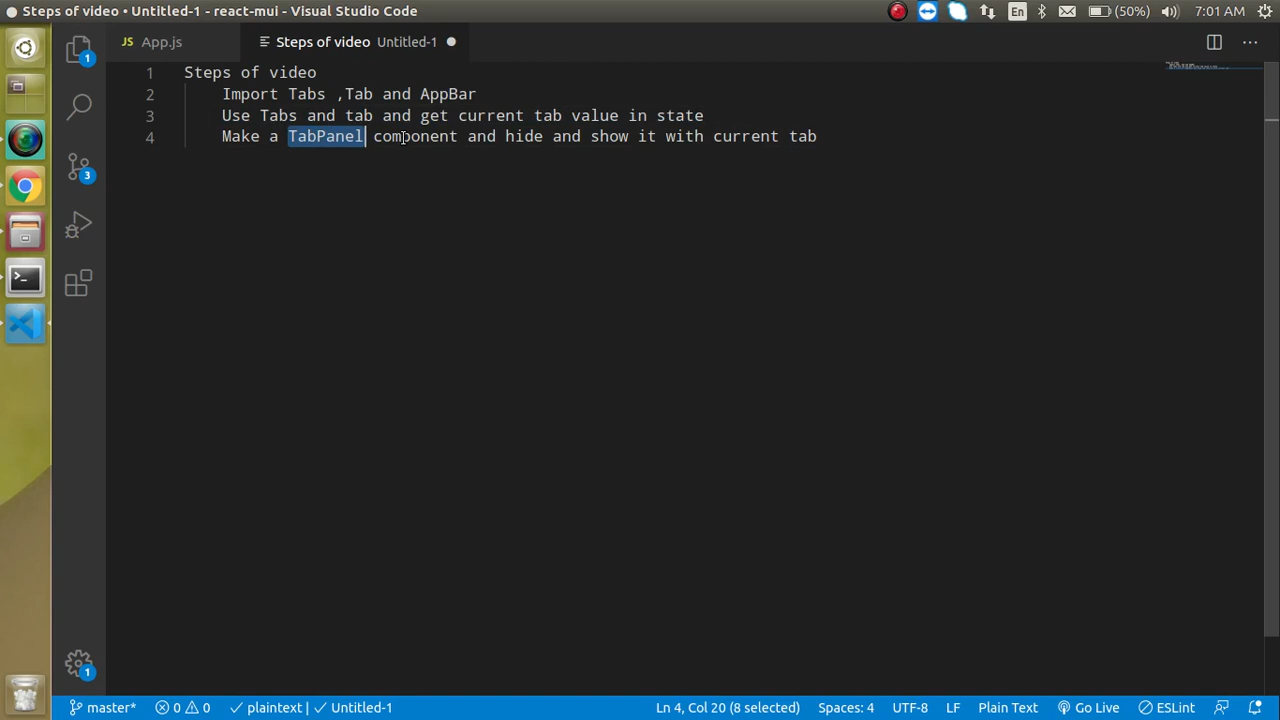 Steps of video • Untitled-1 - react-mui - Visual Studio Code
En
(50%)
7:01 AM
JS App.js
Steps of video Untitled-1
1 Steps of video
2 Import Tabs ,Tab and AppBar
3 Use Tabs and tab and get current tab value in state
4 Make a TabPanel component and hide and show it with current tab
1
3
1
master*
0 0
plaintext |
Untitled-1
Ln 4, Col 20 (8 selected)
Spaces: 4
UTF-8
LF
Plain Text
Go Live
ESLint